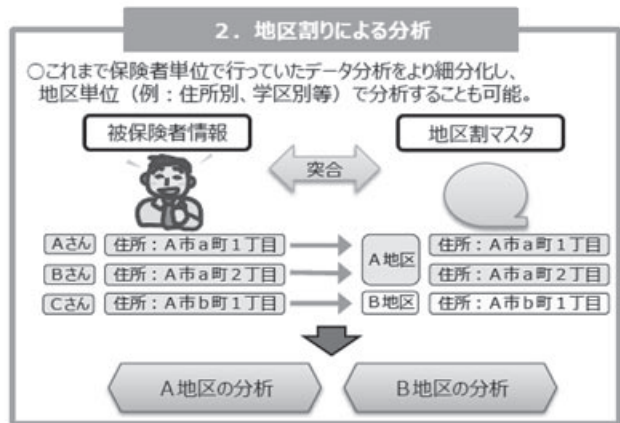 2．地区割りによる分析
○これまで保険者単位で行っていたデータ分析をより細分化し、
地区単位（例：住所別、学区別等）で分析することも可能。
被保険者情報
突合
地区割マスタ
Aさん 住所：A市a町1丁目
Bさん 住所：A市a町2丁目
Cさん 住所：A市b町1丁目
A地区
住所：A市a町1丁目
住所：A市a町2丁目
B地区 住所：A市b町1丁目
A地区の分析
B地区の分析